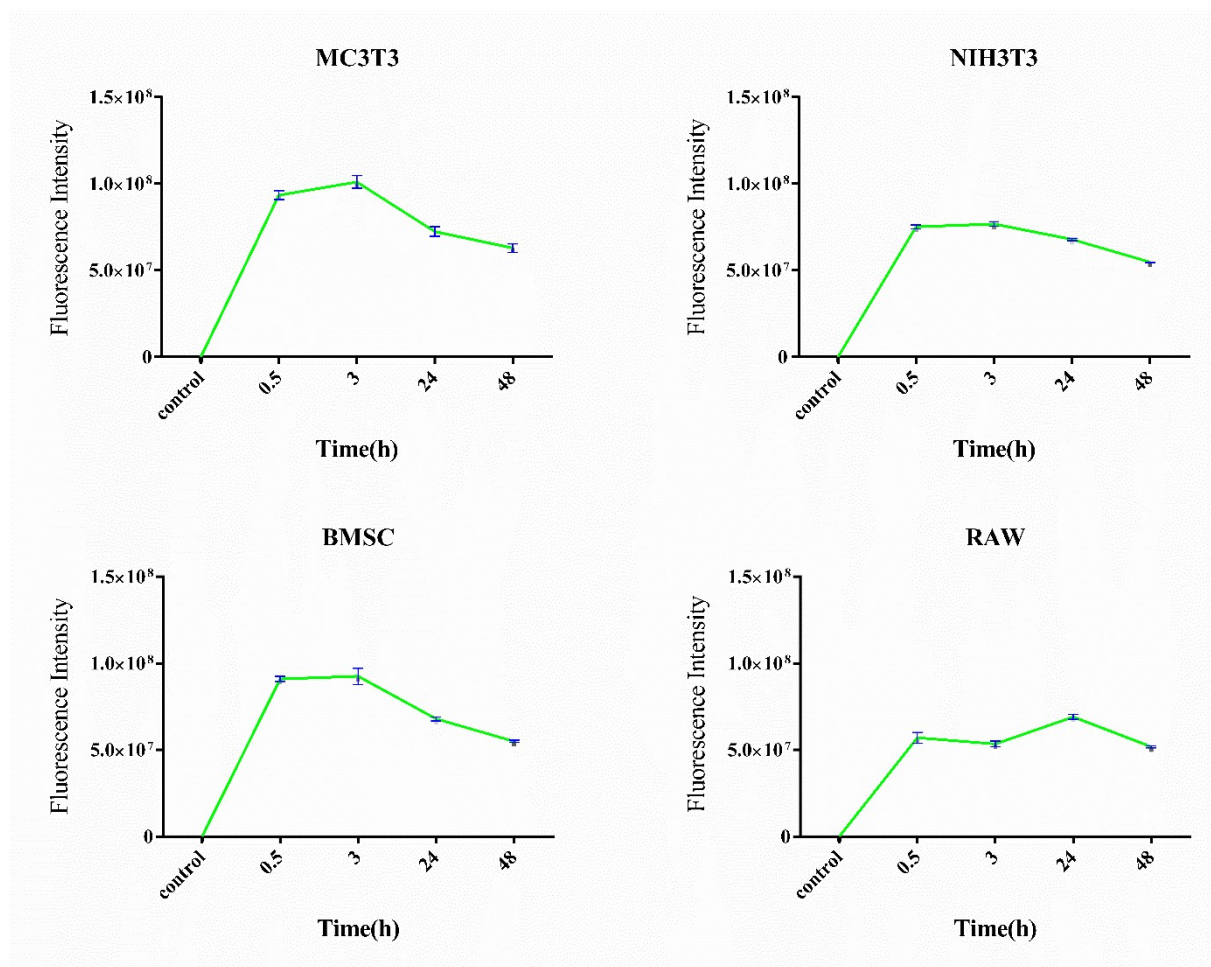 MC3T3
Fluorescence Intensity
1.5×10⁸
1.0×10⁸
5.0×10⁷
0
control 0.5 3 24 48
Time(h)
NIH3T3
Fluorescence Intensity
1.5×10⁸
1.0×10⁸
5.0×10⁷
0
control 0.5 3 24 48
Time(h)
BMSC
Fluorescence Intensity
1.5×10⁸
1.0×10⁸
5.0×10⁷
0
control 0.5 3 24 48
Time(h)
RAW
Fluorescence Intensity
1.5×10⁸
1.0×10⁸
5.0×10⁷
0
control 0.5 3 24 48
Time(h)